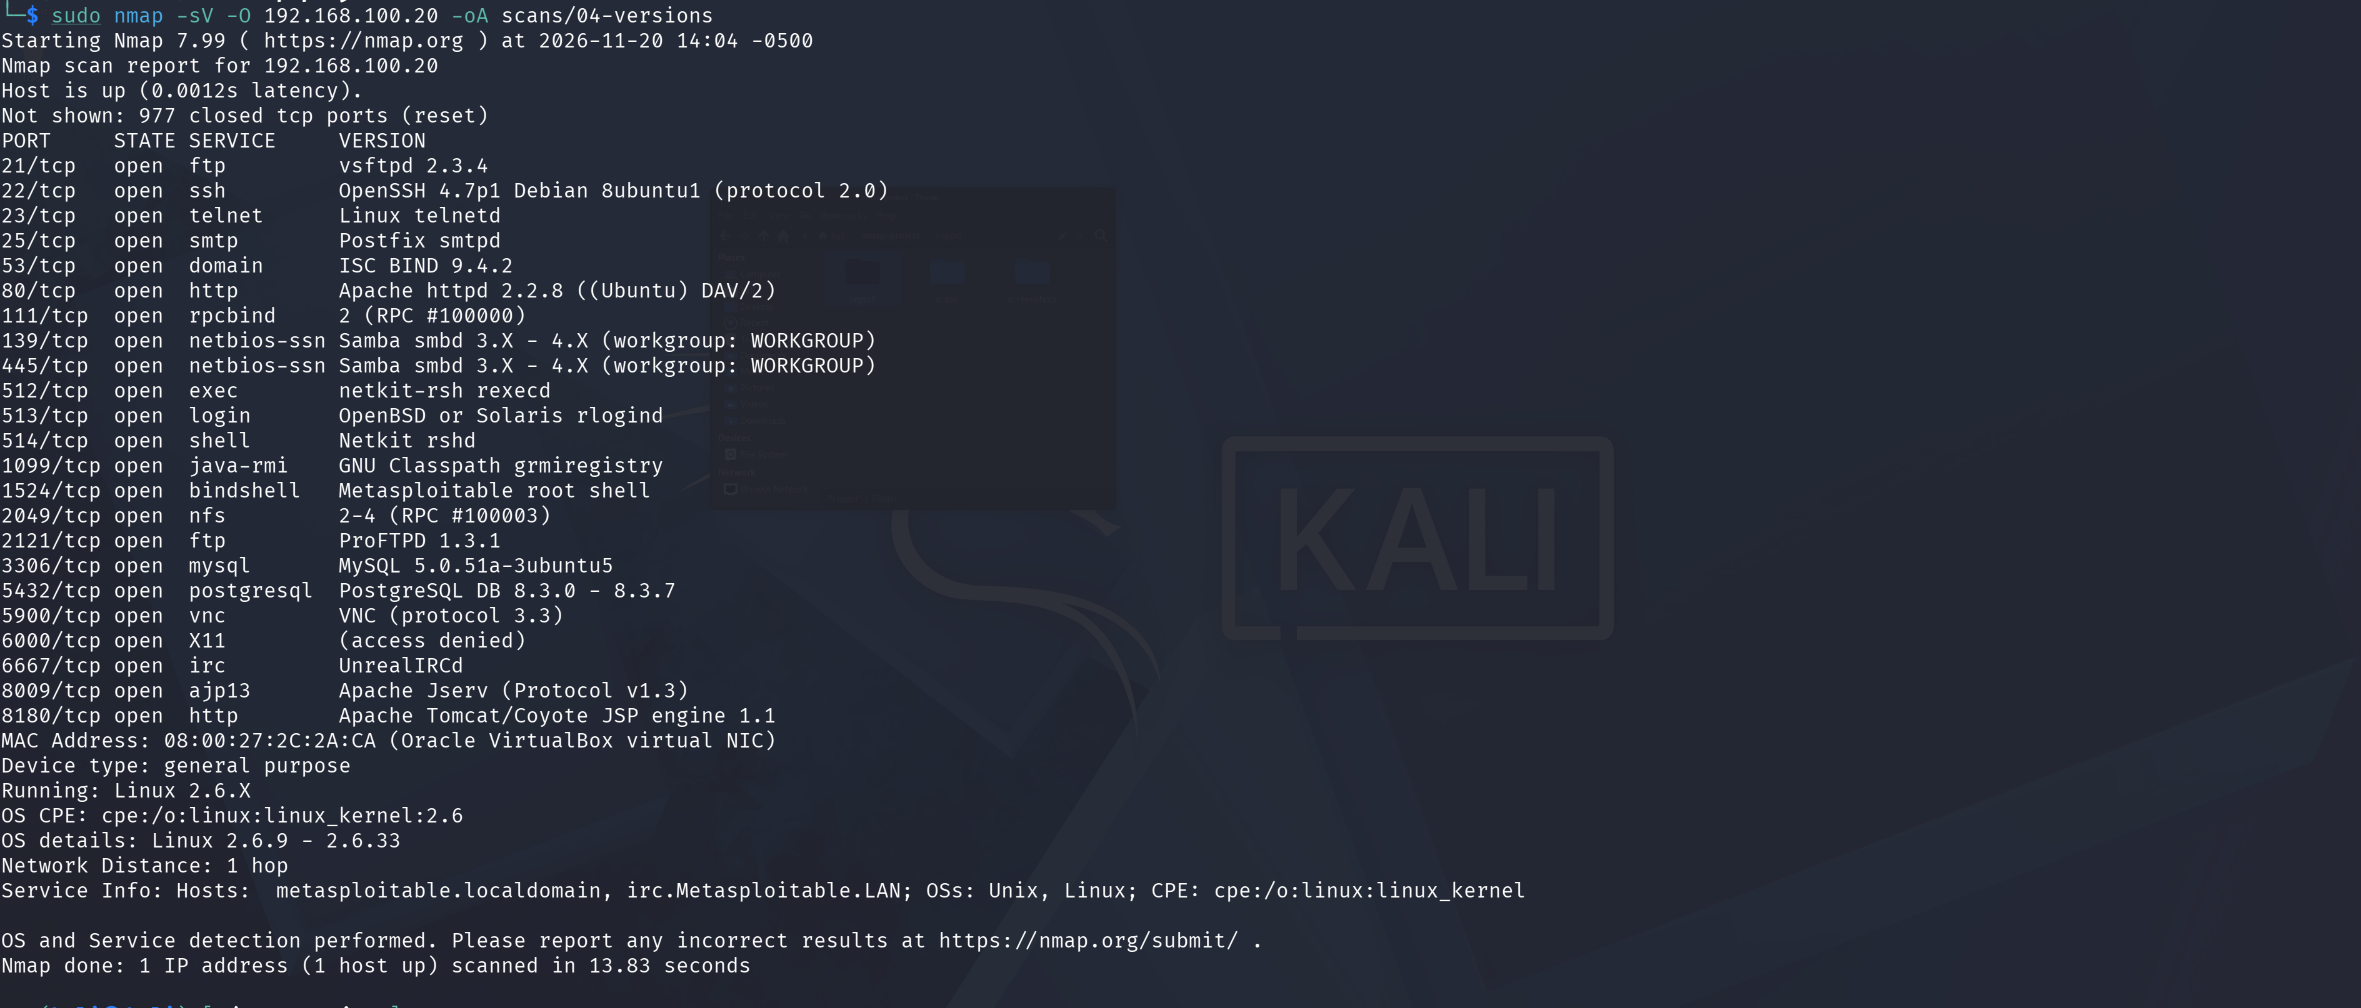 └─$ sudo nmap -sV -O 192.168.100.20 -oA scans/04-versions
Starting Nmap 7.99 ( https://nmap.org ) at 2026-11-20 14:04 -0500
Nmap scan report for 192.168.100.20
Host is up (0.0012s latency).
Not shown: 977 closed tcp ports (reset)
PORT     STATE SERVICE     VERSION
21/tcp   open  ftp         vsftpd 2.3.4
22/tcp   open  ssh         OpenSSH 4.7p1 Debian 8ubuntu1 (protocol 2.0)
23/tcp   open  telnet      Linux telnetd
25/tcp   open  smtp        Postfix smtpd
53/tcp   open  domain      ISC BIND 9.4.2
80/tcp   open  http        Apache httpd 2.2.8 ((Ubuntu) DAV/2)
111/tcp  open  rpcbind     2 (RPC #100000)
139/tcp  open  netbios-ssn Samba smbd 3.X - 4.X (workgroup: WORKGROUP)
445/tcp  open  netbios-ssn Samba smbd 3.X - 4.X (workgroup: WORKGROUP)
512/tcp  open  exec        netkit-rsh rexecd
513/tcp  open  login       OpenBSD or Solaris rlogind
514/tcp  open  shell       Netkit rshd
1099/tcp open  java-rmi    GNU Classpath grmiregistry
1524/tcp open  bindshell   Metasploitable root shell
2049/tcp open  nfs         2-4 (RPC #100003)
2121/tcp open  ftp         ProFTPD 1.3.1
3306/tcp open  mysql       MySQL 5.0.51a-3ubuntu5
5432/tcp open  postgresql  PostgreSQL DB 8.3.0 - 8.3.7
5900/tcp open  vnc         VNC (protocol 3.3)
6000/tcp open  X11         (access denied)
6667/tcp open  irc         UnrealIRCd
8009/tcp open  ajp13       Apache Jserv (Protocol v1.3)
8180/tcp open  http        Apache Tomcat/Coyote JSP engine 1.1
MAC Address: 08:00:27:2C:2A:CA (Oracle VirtualBox virtual NIC)
Device type: general purpose
Running: Linux 2.6.X
OS CPE: cpe:/o:linux:linux_kernel:2.6
OS details: Linux 2.6.9 - 2.6.33
Network Distance: 1 hop
Service Info: Hosts:  metasploitable.localdomain, irc.Metasploitable.LAN; OSs: Unix, Linux; CPE: cpe:/o:linux:linux_kernel
OS and Service detection performed. Please report any incorrect results at https://nmap.org/submit/ .
Nmap done: 1 IP address (1 host up) scanned in 13.83 seconds
KALI